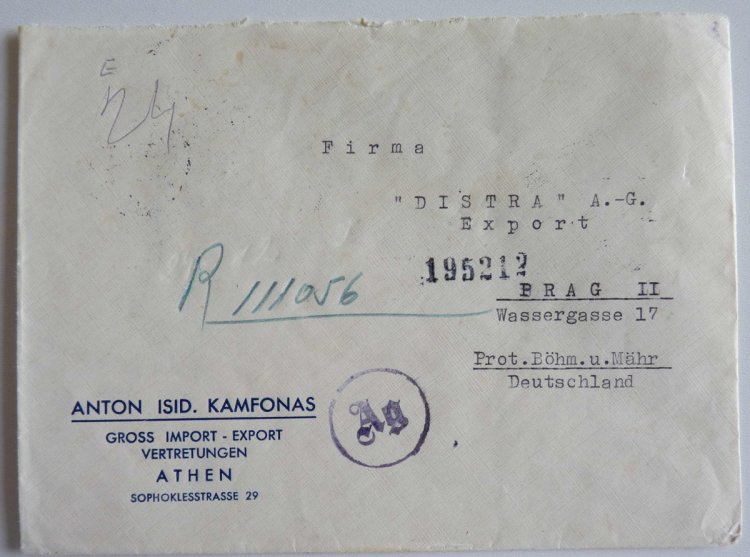 E
24
Firma
"DISTRA" A.-G.
Export
195212
R 111056
PRAG II
Wassergasse 17
Prot.Böhm.u.Mähr
Deutschland
ANTON ISID. KAMFONAS
GROSS IMPORT - EXPORT
VERTRETUNGEN
ATHEN
SOPHOKLESSTRASSE 29
Ag